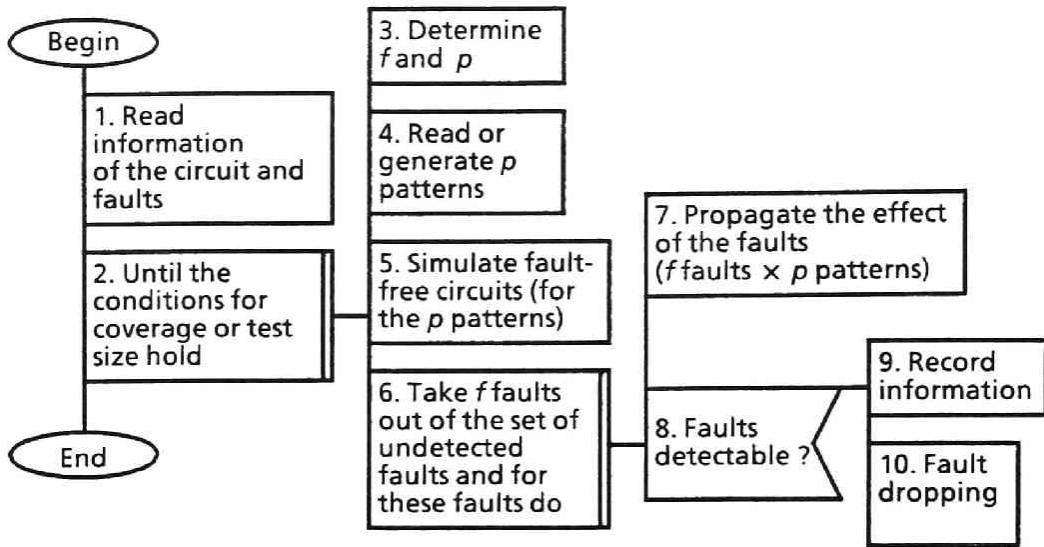 Begin
1. Read
information
of the circuit and
faults
2. Until the
conditions for
coverage or test
size hold
End
3. Determine
f and p
4. Read or
generate p
patterns
5. Simulate fault-
free circuits (for
the p patterns)
6. Take f faults
out of the set of
undetected
faults and for
these faults do
7. Propagate the effect
of the faults
(f faults × p patterns)
8. Faults
detectable ?
9. Record
information
10. Fault
dropping